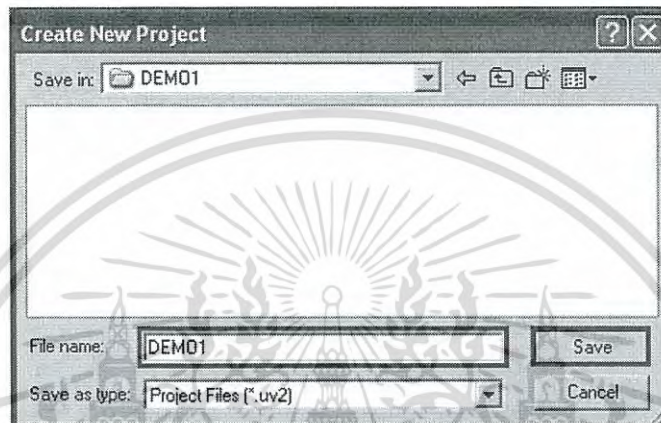 Create New Project
Save in: DEMO1
File name: DEMO1 Save
Save as type: Project Files (*.uv2) Cancel